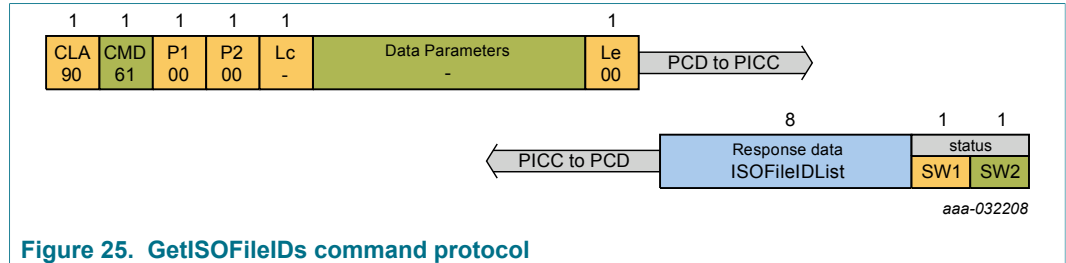 1 1 1 1 1 1
CLA CMD P1 P2 Lc Data Parameters Le
90 61 00 00 - - 00
PCD to PICC
8 1 1
PICC to PCD
Response data
ISOFileIDList
status
SW1 SW2
aaa-032208
Figure 25. GetISOFileIDs command protocol